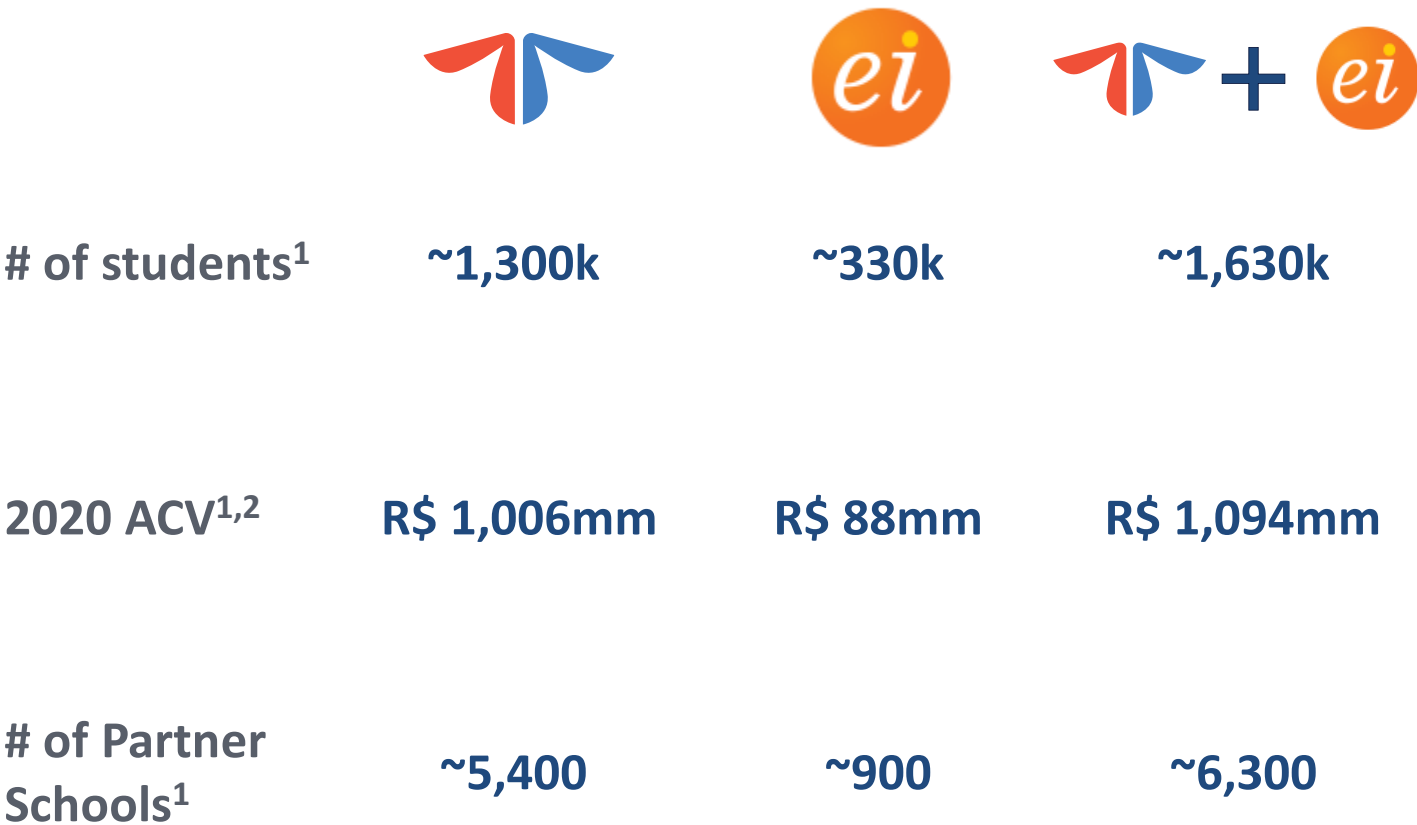 ei
+ ei
# of students1 ~1,300k ~330k ~1,630k
2020 ACV1,2 R$ 1,006mm R$ 88mm R$ 1,094mm
# of Partner
Schools1 ~5,400 ~900 ~6,300